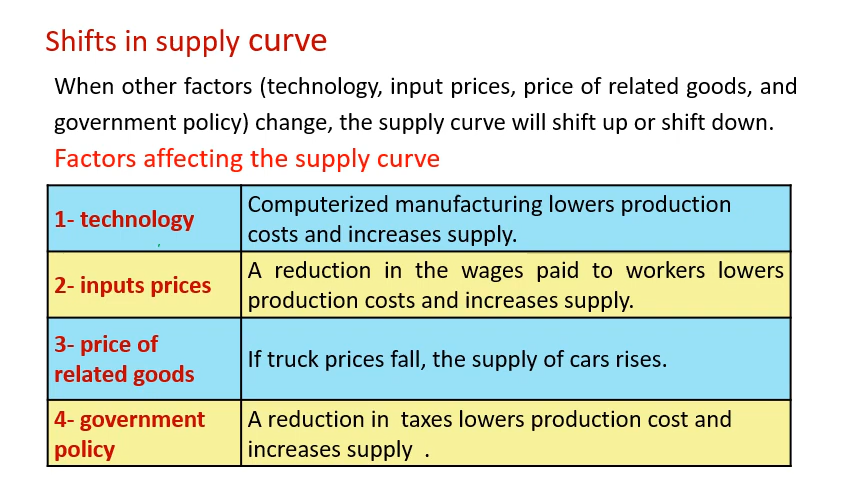 Shifts in supply curve
When other factors (technology, input prices, price of related goods, and
government policy) change, the supply curve will shift up or shift down.
Factors affecting the supply curve
1- technology
Computerized manufacturing lowers production
costs and increases supply.
2- inputs prices
A reduction in the wages paid to workers lowers
production costs and increases supply.
3- price of
related goods
If truck prices fall, the supply of cars rises.
4- government
policy
A reduction in taxes lowers production cost and
increases supply .